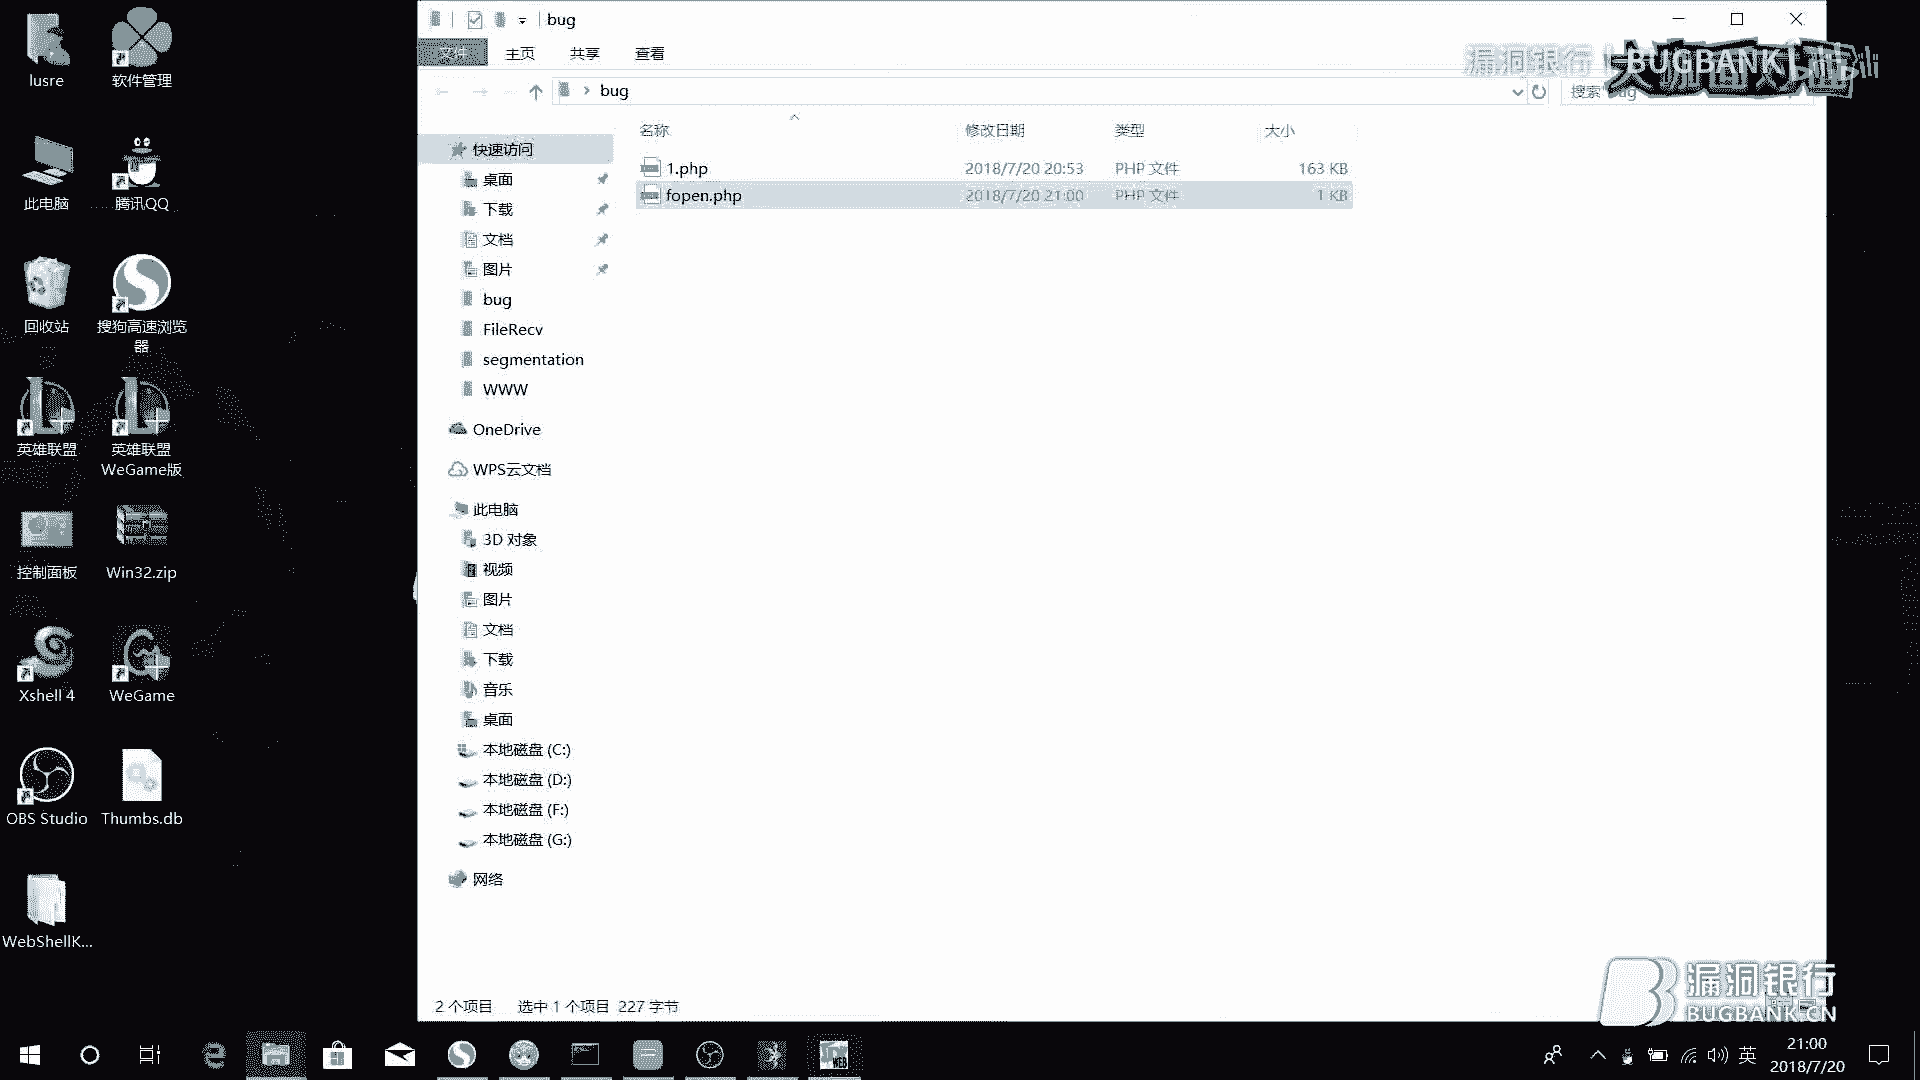 lusre
软件管理
此电脑
腾讯QQ
回收站
搜狗高速浏览
器
英雄联盟
英雄联盟
WeGame版
控制面板
Win32.zip
Xshell 4
WeGame
OBS Studio
Thumbs.db
WebShellK...
bug
文件
主页
共享
查看
bug
搜索"bug
漏洞银行
BUGBANK
bilibili
名称
修改日期
类型
大小
1.php
2018/7/20 20:53
PHP 文件
163 KB
fopen.php
2018/7/20 21:00
PHP 文件
1 KB
快速访问
桌面
下载
文档
图片
bug
FileRecv
segmentation
WWW
OneDrive
WPS云文档
此电脑
3D 对象
视频
图片
文档
下载
音乐
桌面
本地磁盘 (C:)
本地磁盘 (D:)
本地磁盘 (F:)
本地磁盘 (G:)
网络
2 个项目
选中 1 个项目 227 字节
漏洞银行
BUGBANK.CN
英
21:00
2018/7/20